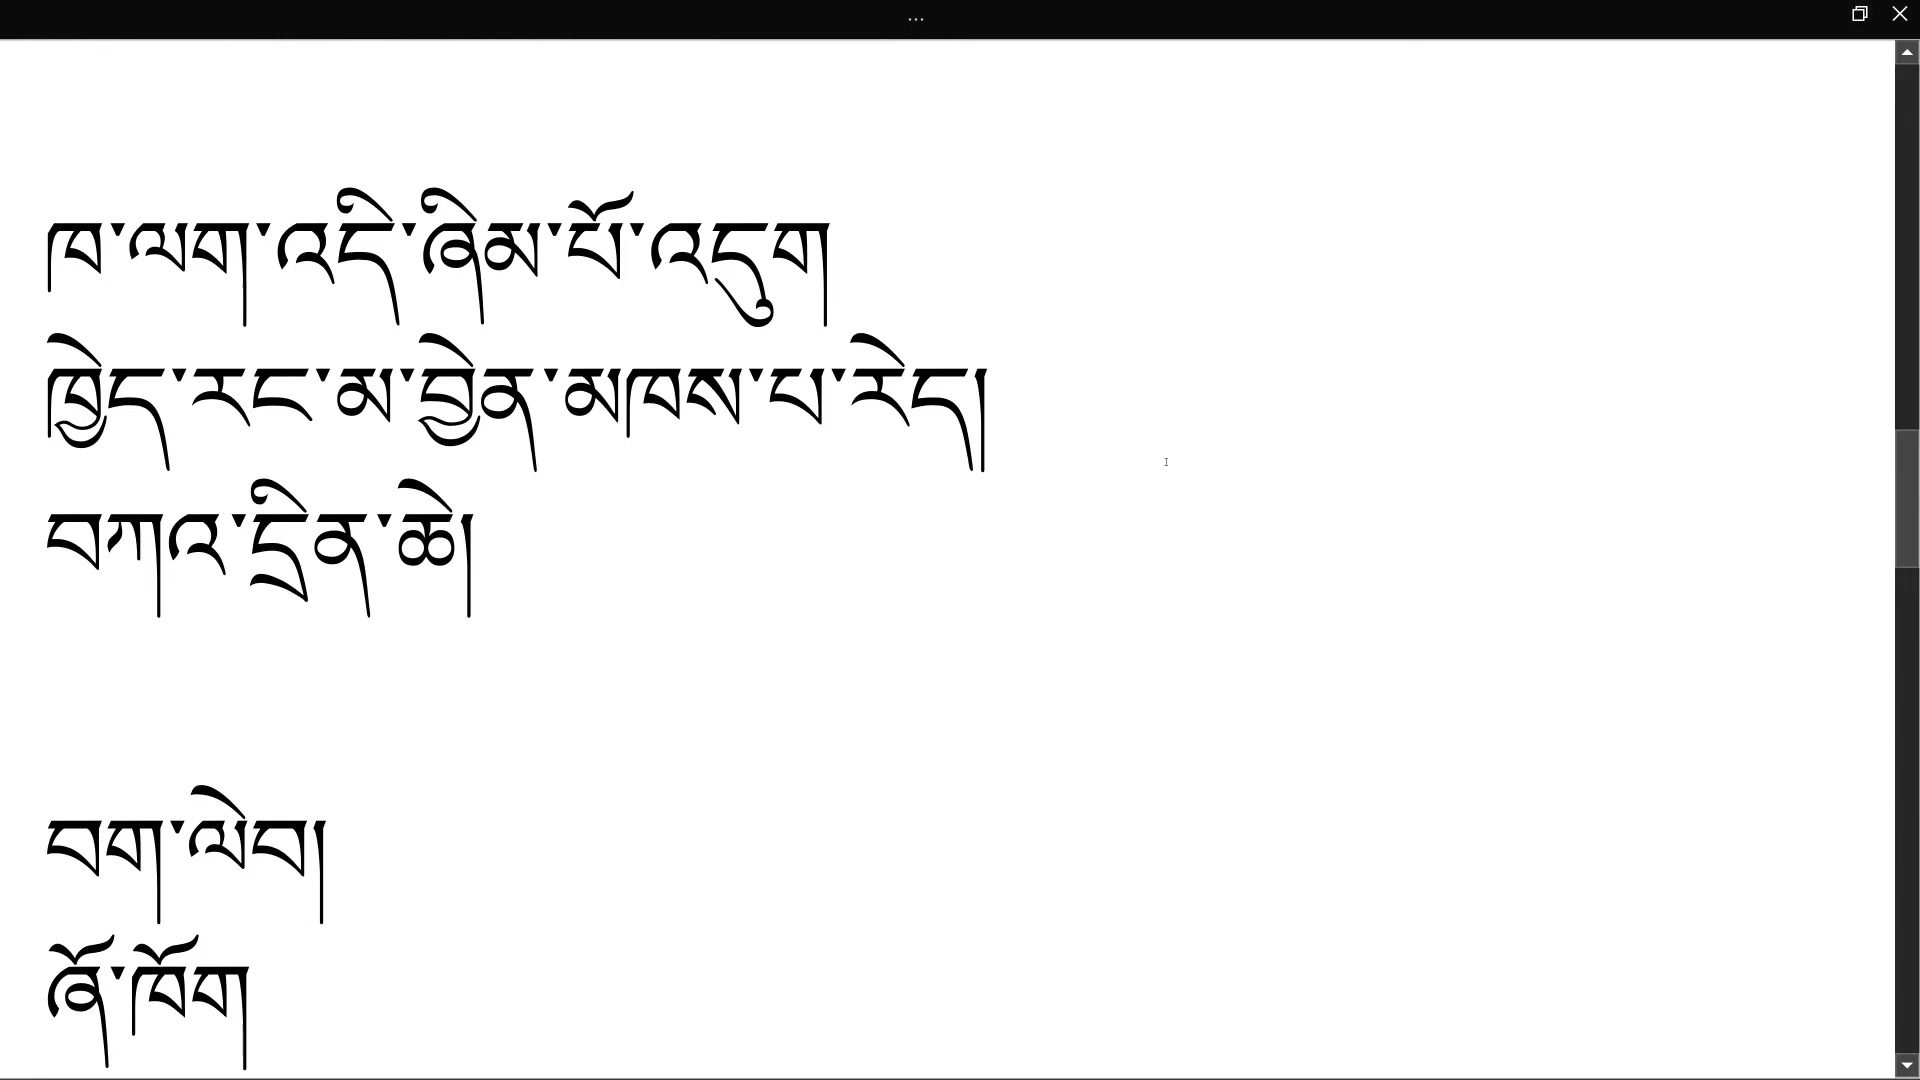 ཁ་ལག་འདི་ཞིམ་པོ་འདུག
ཁྱེད་རང་མ་བྱེན་མཁས་པ་རེད།
བཀའ་དྲིན་ཆེ།
བག་ལེབ།
ཞོ་ཁོག